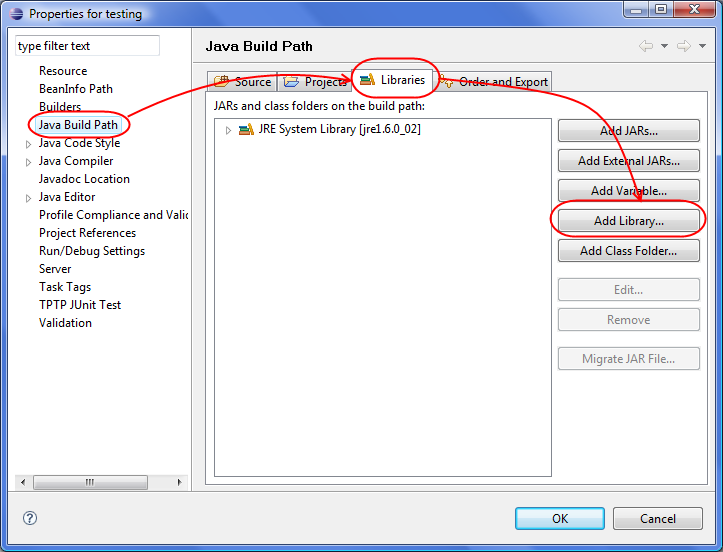 Properties for testing
type filter text
Resource
BeanInfo Path
Builders
Java Build Path
Java Code Style
Java Compiler
Javadoc Location
Java Editor
Profile Compliance and Valid
Project References
Run/Debug Settings
Server
Task Tags
TPTP JUnit Test
Validation
Java Build Path
Source
Projects
Libraries
Order and Export
JARs and class folders on the build path:
JRE System Library [jre1.6.0_02]
Add JARs...
Add External JARs...
Add Variable...
Add Library...
Add Class Folder...
Edit...
Remove
Migrate JAR File...
?
OK
Cancel